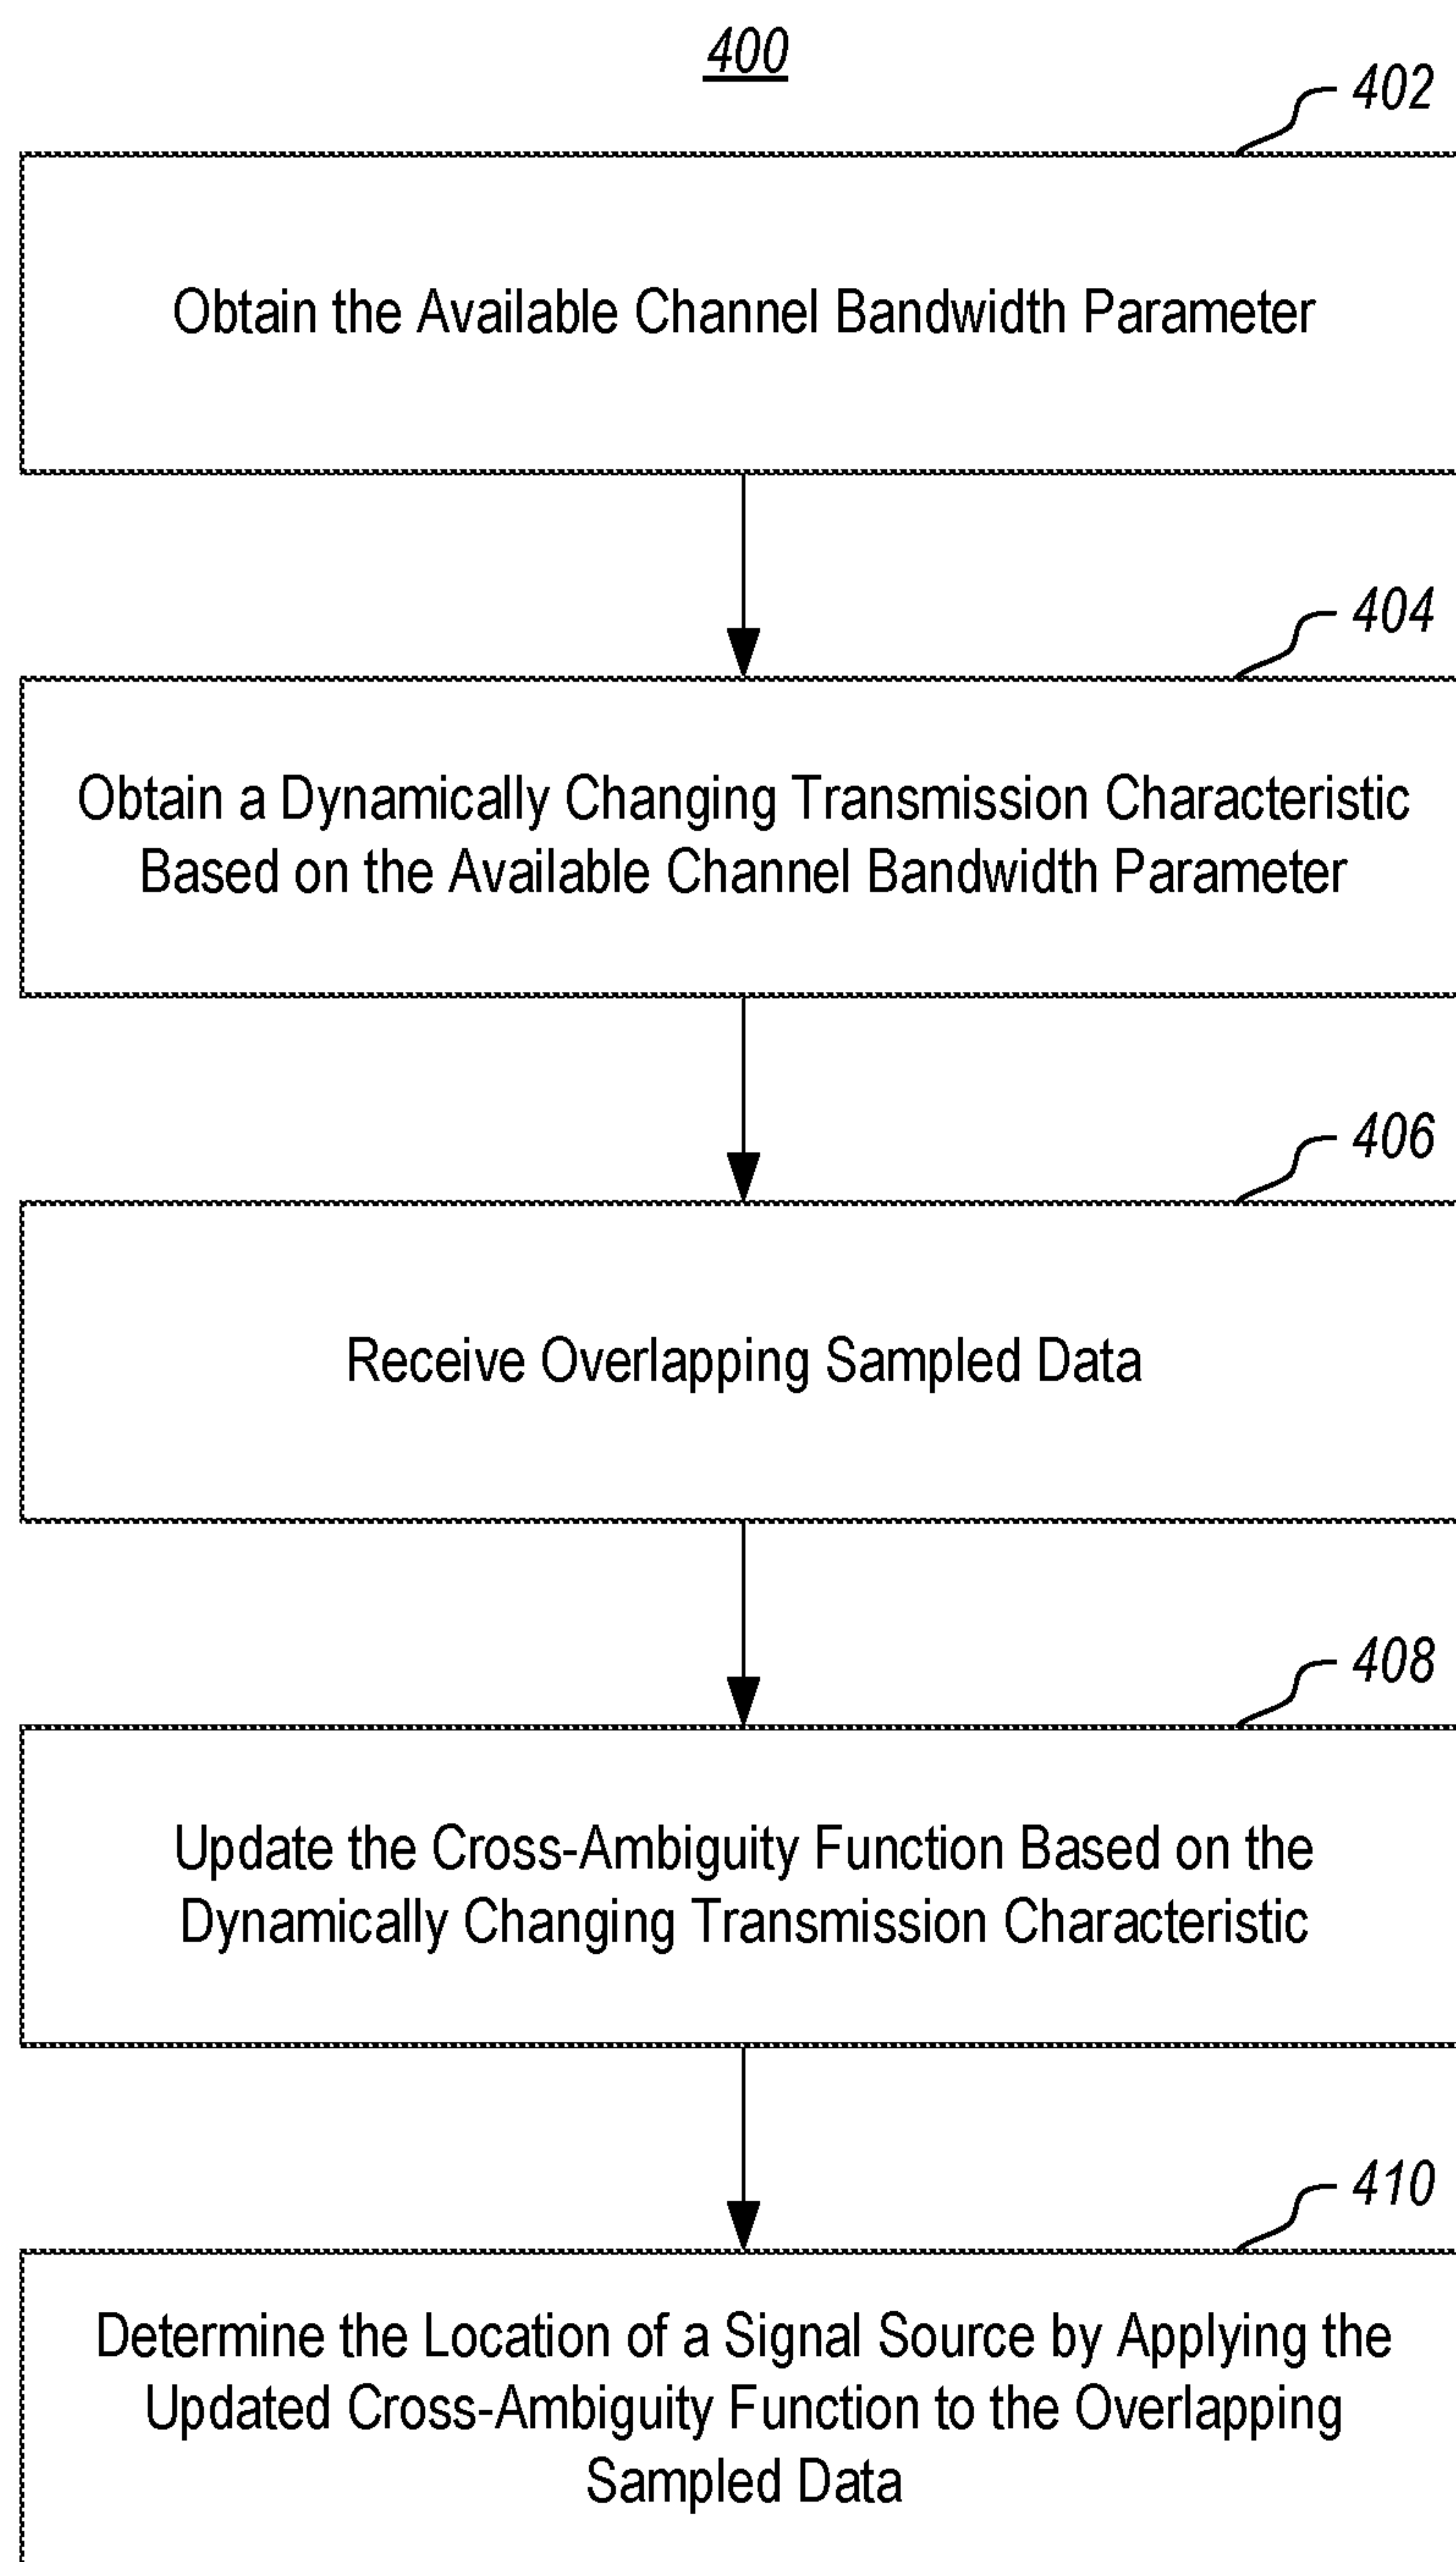 400
402
Obtain the Available Channel Bandwidth Parameter
404
Obtain a Dynamically Changing Transmission Characteristic
Based on the Available Channel Bandwidth Parameter
406
Receive Overlapping Sampled Data
408
Update the Cross-Ambiguity Function Based on the
Dynamically Changing Transmission Characteristic
410
Determine the Location of a Signal Source by Applying the
Updated Cross-Ambiguity Function to the Overlapping
Sampled Data